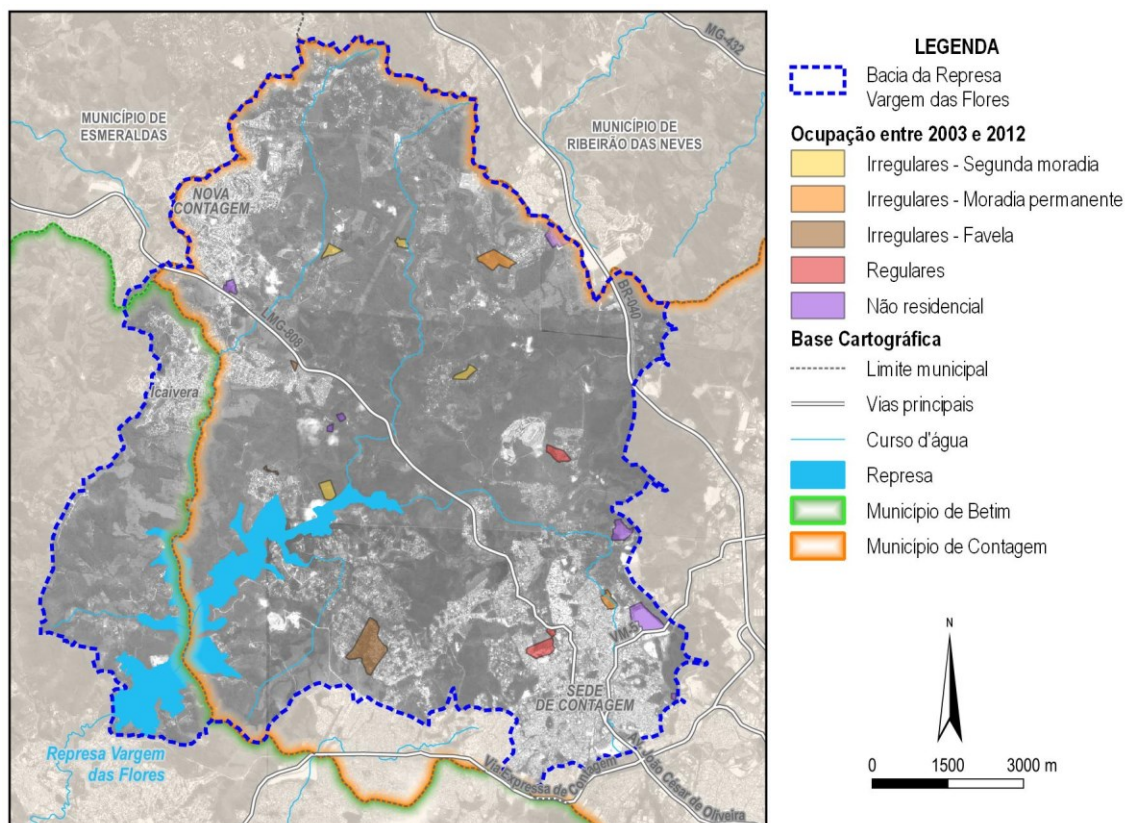 MG-432
MUNICÍPIO DE
ESMERALDAS
MUNICÍPIO DE
RIBEIRÃO DAS NEVES
NOVA
CONTAGEM
BR-040
LMG-808
Icaivera
VM-5
SEDE
DE CONTAGEM
Represa Vargem
das Flores
Via Expressa de Contagem
Av. João César de Oliveira
LEGENDA
Bacia da Represa
Vargem das Flores
Ocupação entre 2003 e 2012
Irregulares - Segunda moradia
Irregulares - Moradia permanente
Irregulares - Favela
Regulares
Não residencial
Base Cartográfica
Limite municipal
Vias principais
Curso d'água
Represa
Município de Betim
Município de Contagem
N
0 1500 3000 m